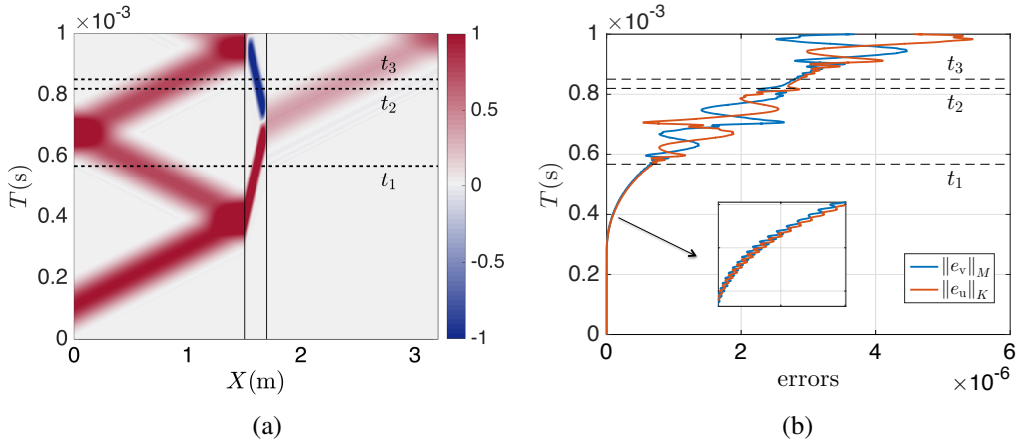 ×10⁻³
1
0.8
0.6
0.4
0.2
0
T(s)
0 1 2 3
X(m)
t₃
t₂
t₁
1
0.5
0
-0.5
-1
(a)
×10⁻³
1
0.8
0.6
0.4
0.2
0
T(s)
t₃
t₂
t₁
‖eᵥ‖_M
‖eᵤ‖_K
0 2 4 6
errors ×10⁻⁶
(b)